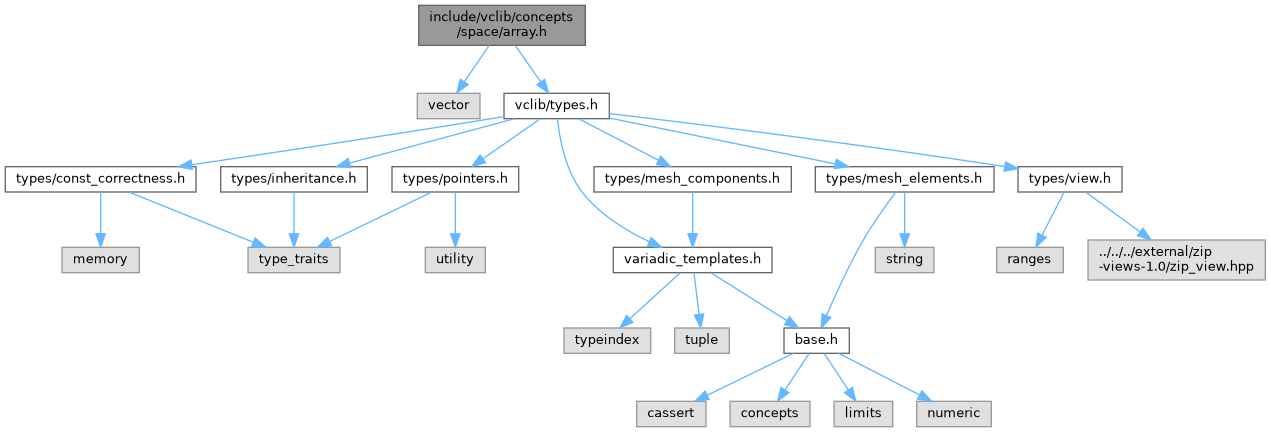 include/vclib/concepts
/space/array.h
vector
vclib/types.h
types/const_correctness.h
types/inheritance.h
types/pointers.h
types/mesh_components.h
types/mesh_elements.h
types/view.h
memory
type_traits
utility
variadic_templates.h
string
ranges
../../../external/zip
-views-1.0/zip_view.hpp
typeindex
tuple
base.h
cassert
concepts
limits
numeric